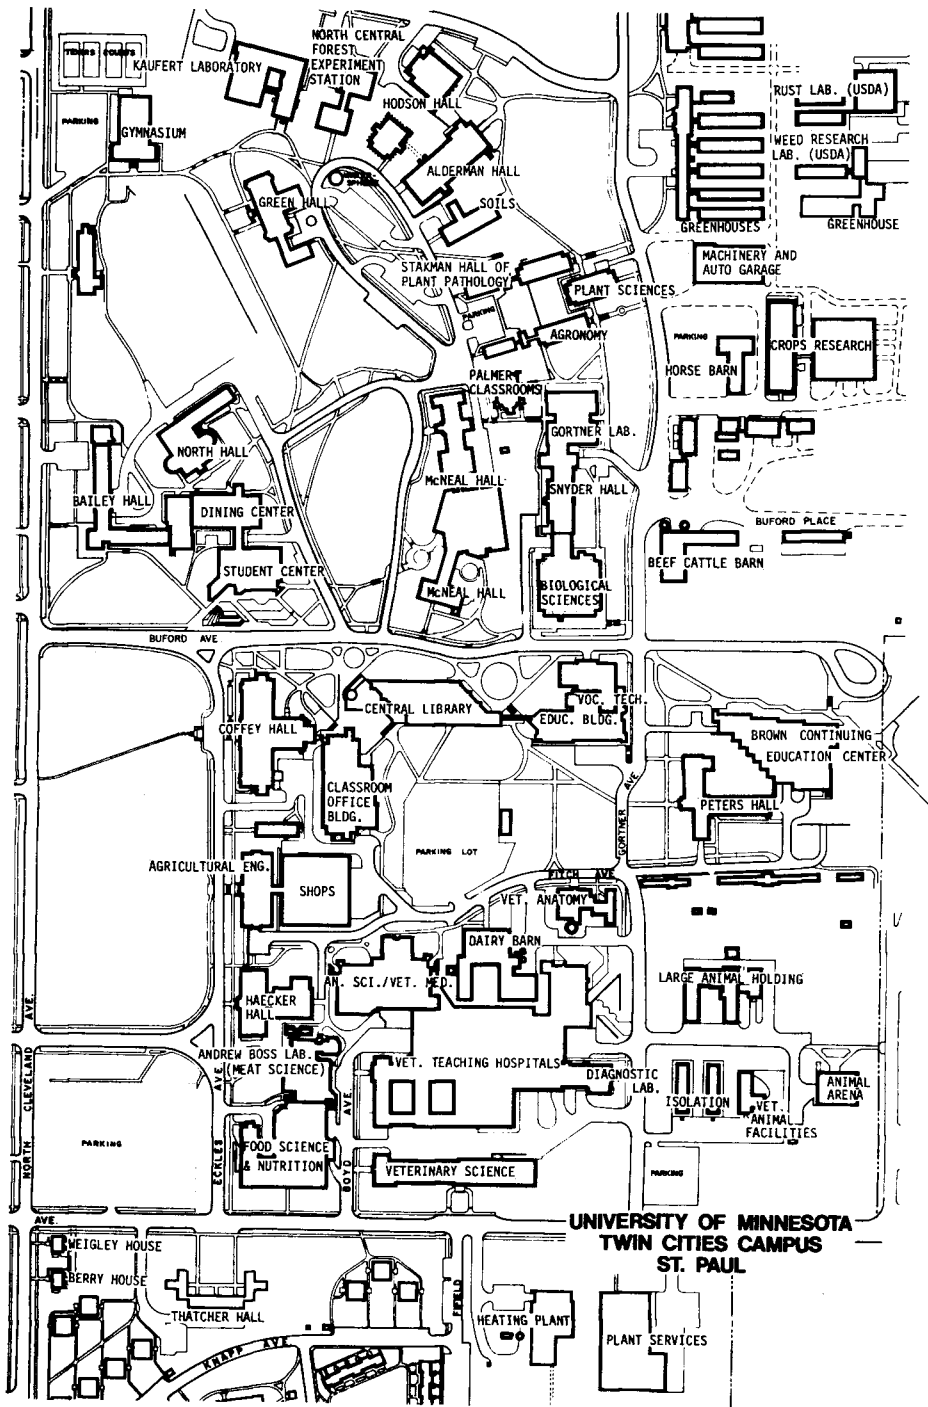 NORTH CENTRAL
FOREST
EXPERIMENT
STATION
TENNIS COURTS
KAUFERT LABORATORY
HODSON HALL
RUST LAB. (USDA)
PARKING
GYMNASIUM
WEED RESEARCH
LAB. (USDA)
ALDERMAN HALL
GREEN HALL
SOILS
GREENHOUSES
GREENHOUSE
MACHINERY AND
AUTO GARAGE
STAKMAN HALL OF
PLANT PATHOLOGY
PLANT SCIENCES
PARKING
AGRONOMY
PARKING
CROPS RESEARCH
HORSE BARN
PALMER
CLASSROOMS
GORTNER LAB.
NORTH HALL
McNEAL HALL
SNYDER HALL
BAILEY HALL
DINING CENTER
BUFORD PLACE
STUDENT CENTER
BEEF CATTLE BARN
BIOLOGICAL
SCIENCES
McNEAL HALL
BUFORD AVE.
VOC. TECH.
EDUC. BLDG.
CENTRAL LIBRARY
COFFEY HALL
BROWN CONTINUING
EDUCATION CENTER
CLASSROOM
OFFICE
BLDG.
PETERS HALL
GORTNER AVE
PARKING LOT
AGRICULTURAL ENG.
SHOPS
FITCH AVE
VET. ANATOMY
DAIRY BARN
AN. SCI./VET. MED.
LARGE ANIMAL HOLDING
HAECKER
HALL
NORTH CLEVELAND AVE.
ANDREW BOSS LAB.
(MEAT SCIENCE)
VET. TEACHING HOSPITALS
DIAGNOSTIC
LAB.
ISOLATION
VET.
ANIMAL
FACILITIES
ANIMAL
ARENA
ECKLES AVE.
BOYD AVE
PARKING
FOOD SCIENCE
& NUTRITION
VETERINARY SCIENCE
PARKING
UNIVERSITY OF MINNESOTA
TWIN CITIES CAMPUS
ST. PAUL
AVE.
WEIGLEY HOUSE
BERRY HOUSE
THATCHER HALL
FIFIELD
HEATING PLANT
PLANT SERVICES
KNAPP AVE